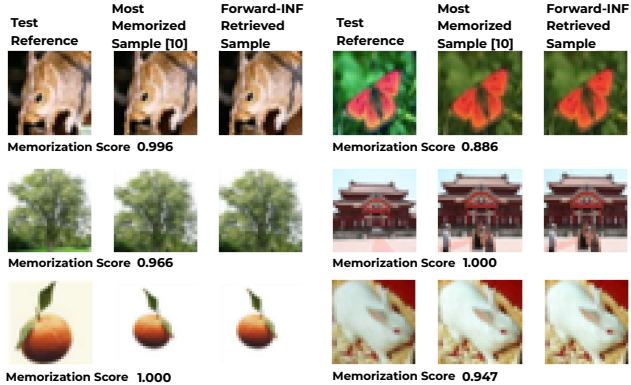 Test
Reference
Most
Memorized
Sample [10]
Forward-INF
Retrieved
Sample
Test
Reference
Most
Memorized
Sample [10]
Forward-INF
Retrieved
Sample
Memorization Score 0.996
Memorization Score 0.886
Memorization Score 0.966
Memorization Score 1.000
Memorization Score 1.000
Memorization Score 0.947